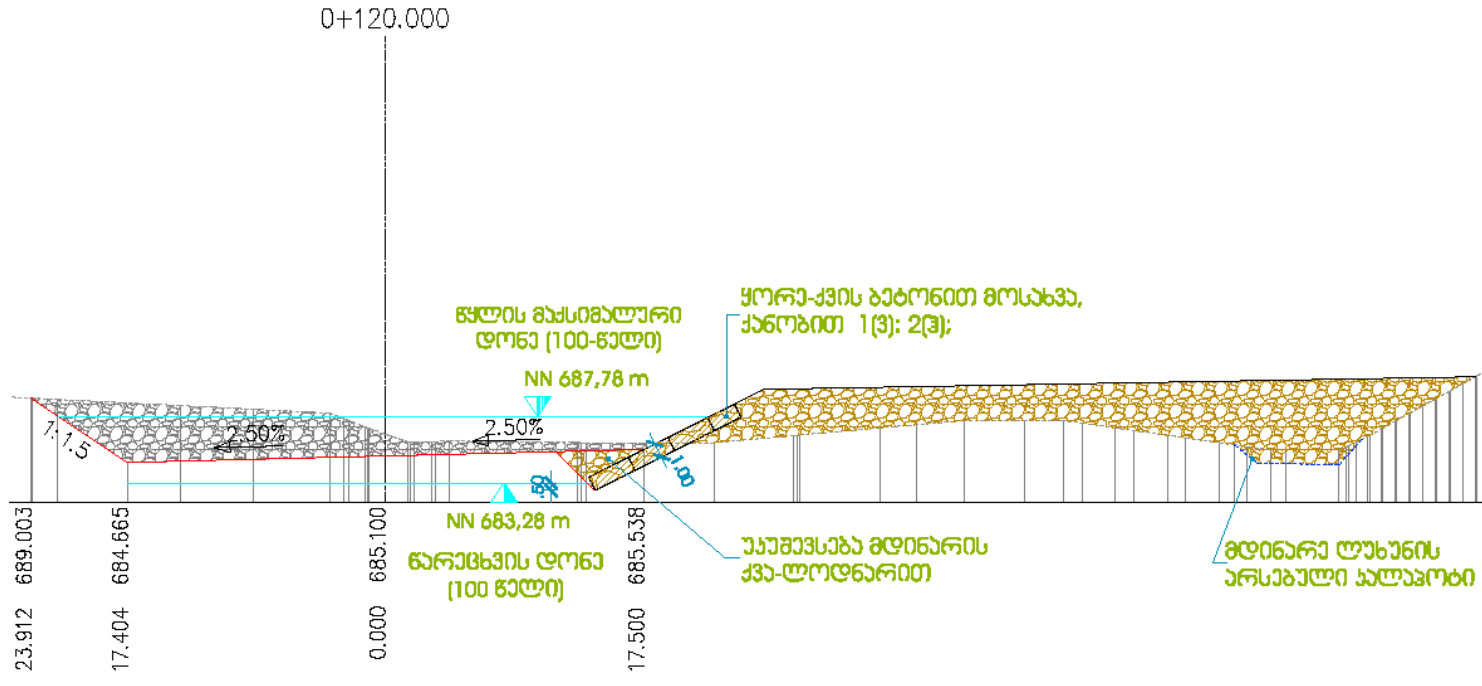 0+120.000
ყორე-ქვის ბეტონით მოსახვა,
ქანობით 1(ვ): 2(ჰ);
წყლის მაქსიმალური
დონე (100-წელი)
NN 687,78 m
1:1.5
2.50%
2.50%
1.00
.50
NN 683,28 m
წარეცხვის დონე
(100 წელი)
უკუშევსება მდინარის
ქვა-ლოდნარით
მდინარე ლუხუნის
არსებული კალაპოტი
689.003
684.665
685.100
685.538
23.912
17.404
0.000
17.500